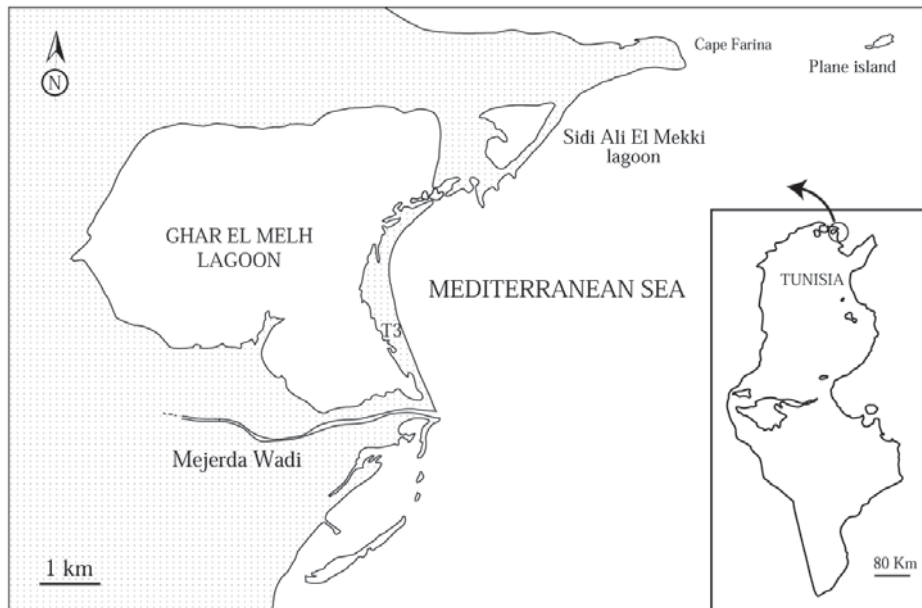 Cape Farina
Plane island
N
Sidi Ali El Mekki
lagoon
GHAR EL MELH
LAGOON
MEDITERRANEAN SEA
TUNISIA
T3
Mejerda Wadi
1 km
80 Km